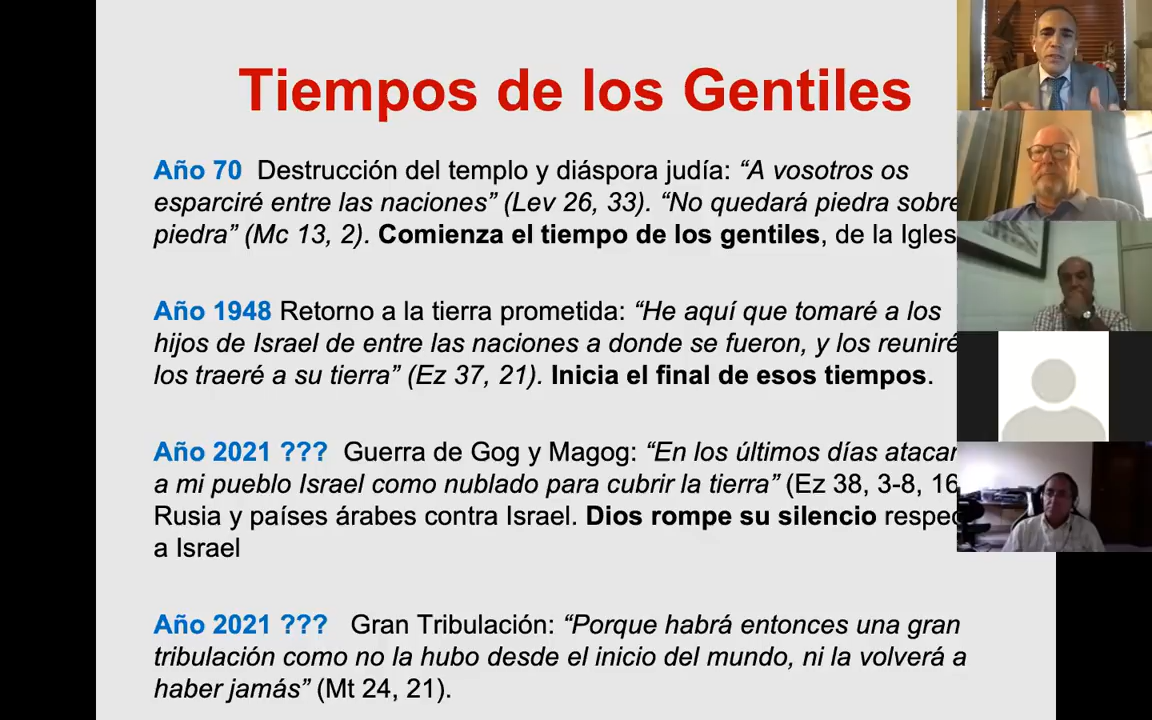 Tiempos de los Gentiles
Año 70 Destrucción del templo y diáspora judía: “A vosotros os
esparciré entre las naciones” (Lev 26, 33). “No quedará piedra sobre
piedra” (Mc 13, 2). Comienza el tiempo de los gentiles, de la Igles
Año 1948 Retorno a la tierra prometida: “He aquí que tomaré a los
hijos de Israel de entre las naciones a donde se fueron, y los reuniré
los traeré a su tierra” (Ez 37, 21). Inicia el final de esos tiempos.
Año 2021 ??? Guerra de Gog y Magog: “En los últimos días atacar
a mi pueblo Israel como nublado para cubrir la tierra” (Ez 38, 3-8, 16
Rusia y países árabes contra Israel. Dios rompe su silencio respec
a Israel
Año 2021 ??? Gran Tribulación: “Porque habrá entonces una gran
tribulación como no la hubo desde el inicio del mundo, ni la volverá a
haber jamás” (Mt 24, 21).